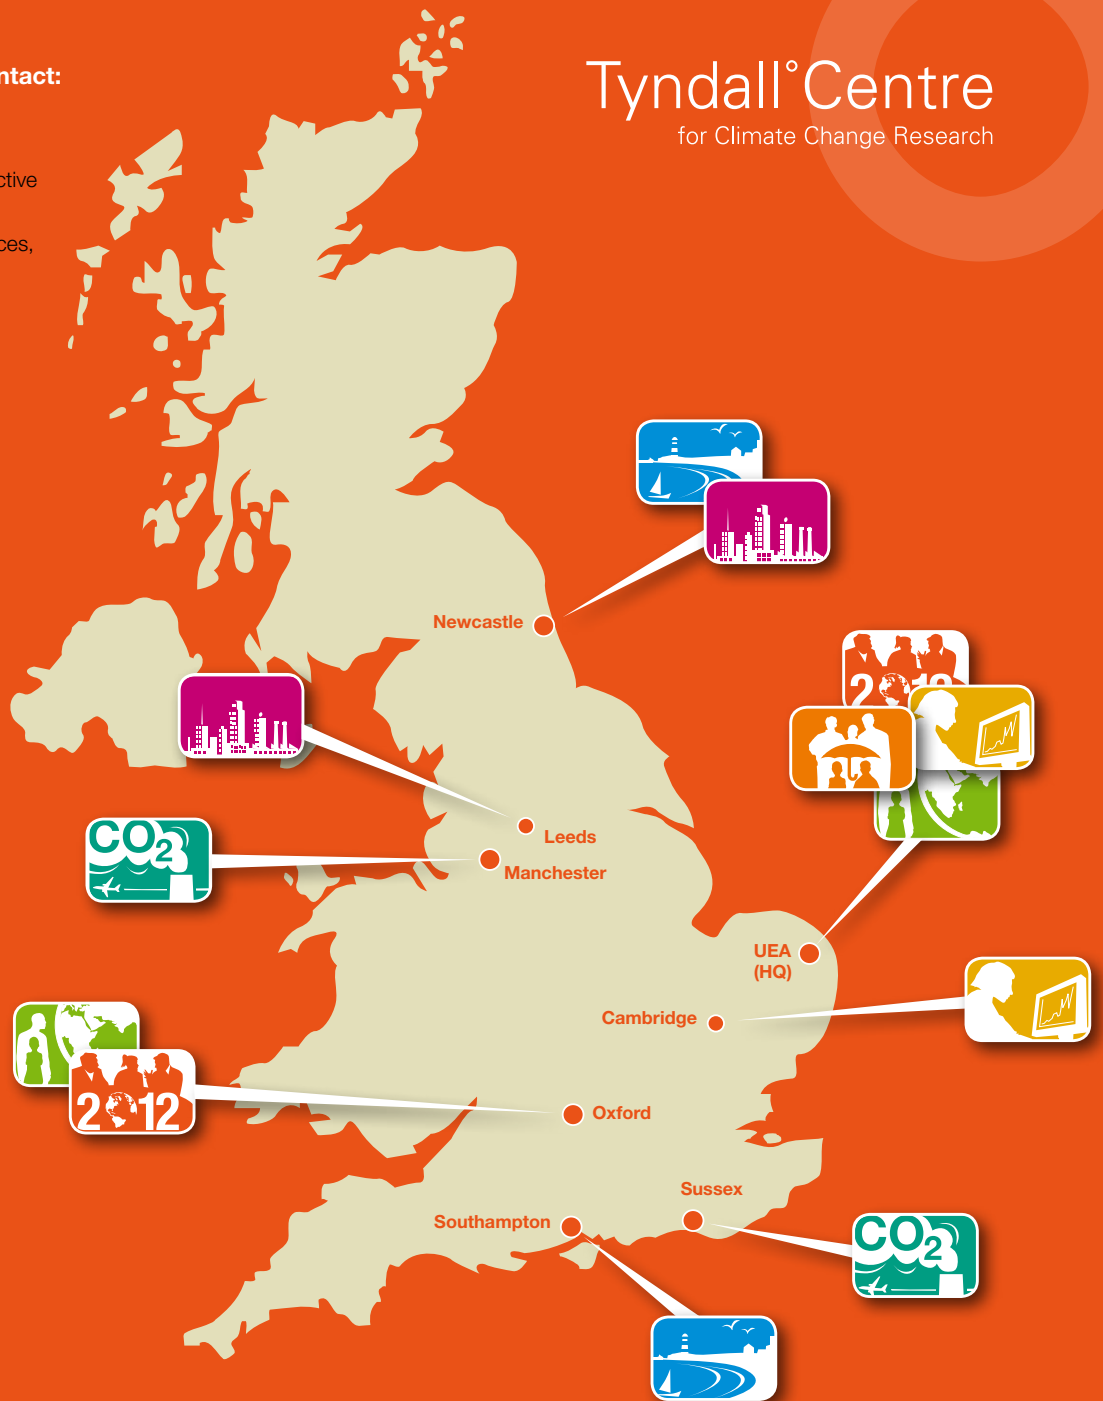 ntact:
ctive
ces,
Tyndall°Centre
for Climate Change Research
Newcastle
2012
Leeds
CO2
Manchester
UEA
(HQ)
Cambridge
2012
Oxford
Sussex
Southampton
CO2